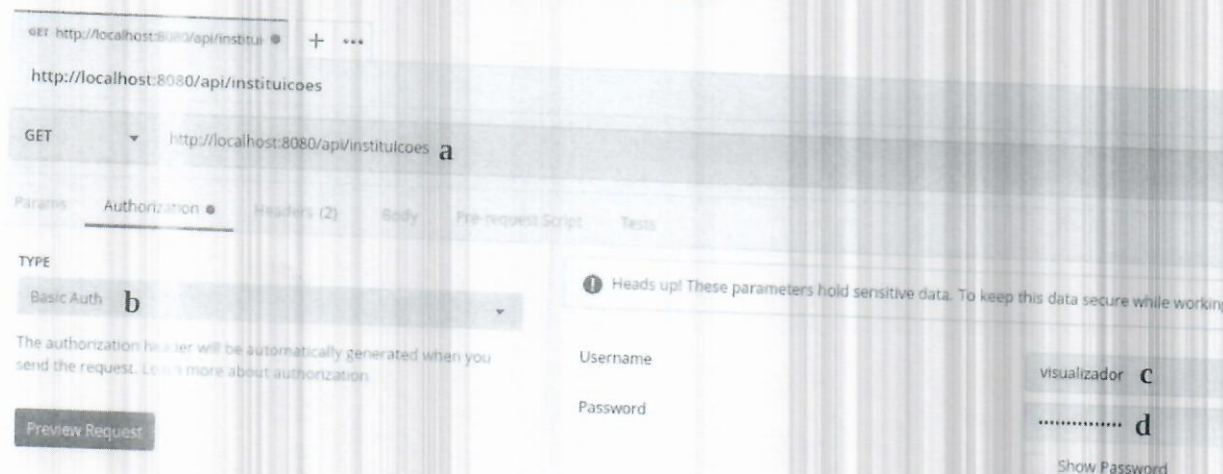 GET http://localhost:8080/api/institui
http://localhost:8080/api/instituicoes
GET http://localhost:8080/api/instituicoes a
Params Authorization Headers (2) Body Pre-request Script Tests
TYPE
Basic Auth b
Heads up! These parameters hold sensitive data. To keep this data secure while working
The authorization header will be automatically generated when you
send the request. Learn more about authorization
Username visualizador c
Password ••••••••••••••• d
Preview Request
Show Password